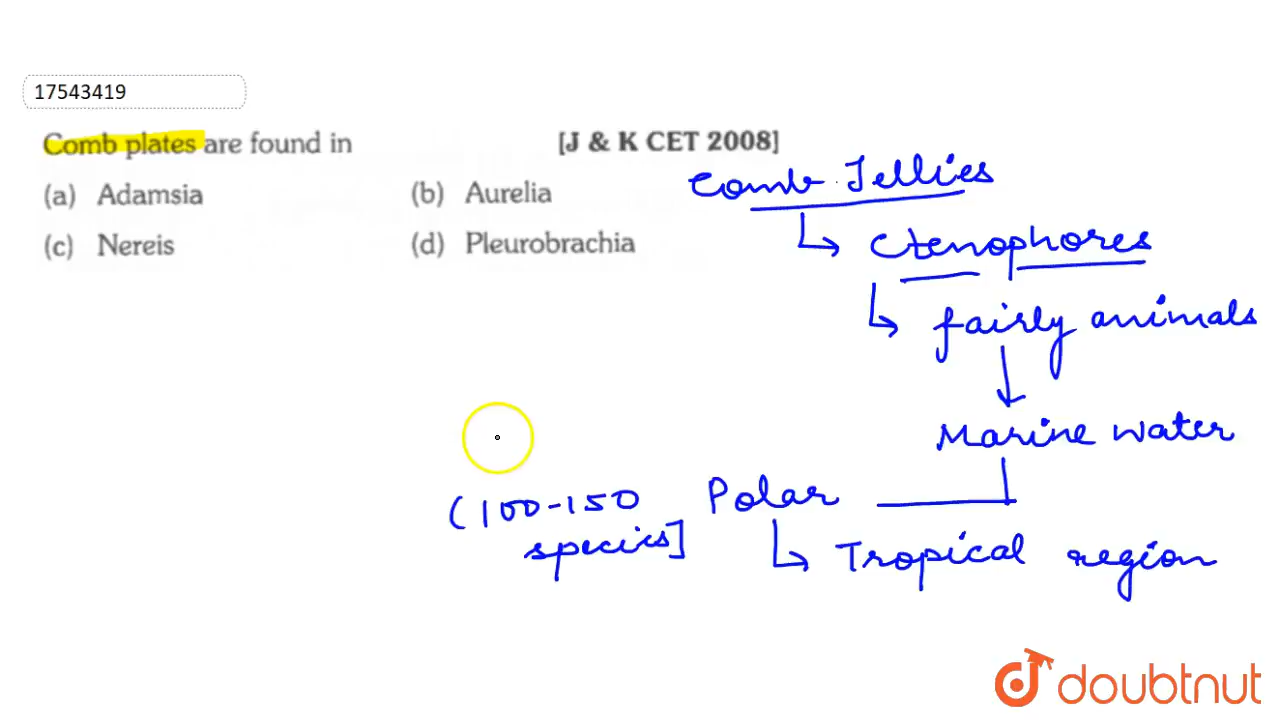 17543419
Comb plates are found in [J & K CET 2008]
(a) Adamsia (b) Aurelia
(c) Nereis (d) Pleurobrachia
Comb Jellies
Ctenophores
fairly animals
Marine water
Polar
(100-150
species]
Tropical region
doubtnut